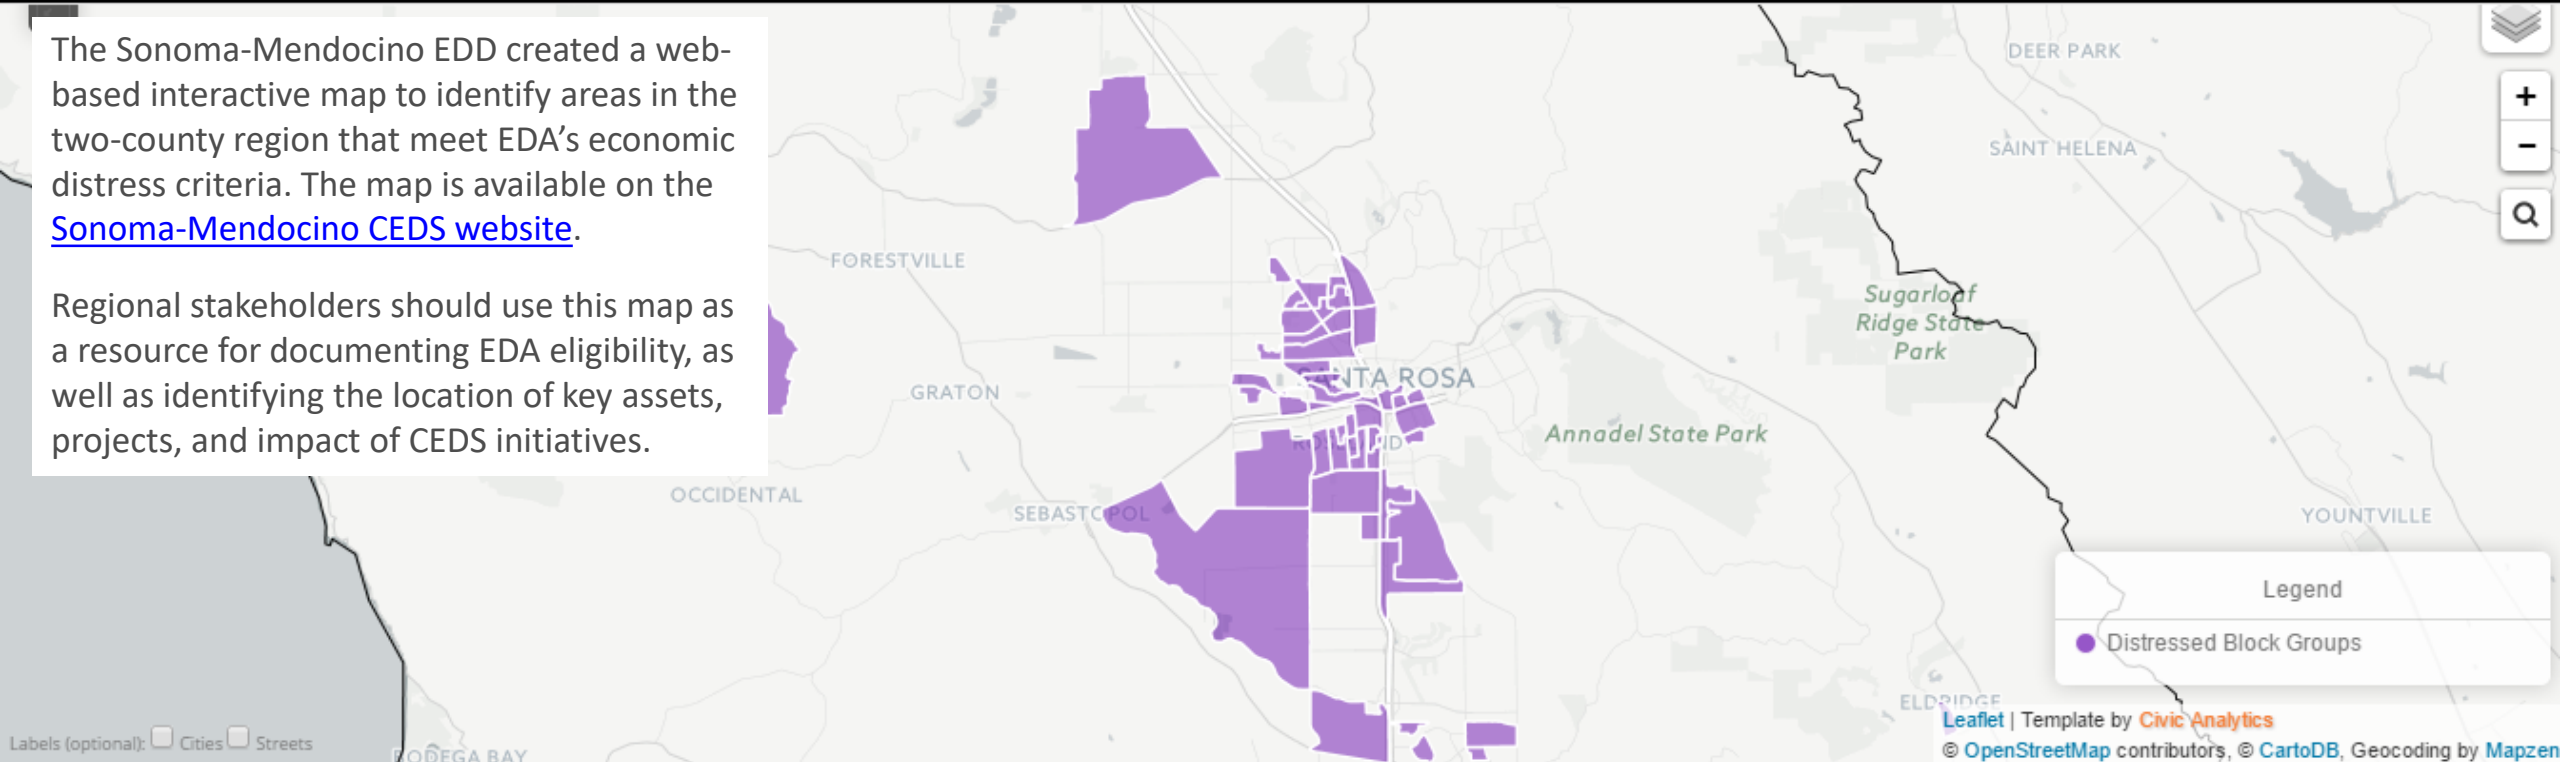 The Sonoma-Mendocino EDD created a web-
based interactive map to identify areas in the
two-county region that meet EDA's economic
distress criteria. The map is available on the
Sonoma-Mendocino CEDS website.
Regional stakeholders should use this map as
a resource for documenting EDA eligibility, as
well as identifying the location of key assets,
projects, and impact of CEDS initiatives.
DEER PARK
+
SAINT HELENA
−
FORESTVILLE
Sugarloaf
Ridge State
Park
SANTA ROSA
GRATON
Annadel State Park
ROSELAND
OCCIDENTAL
SEBASTOPOL
YOUNTVILLE
Legend
Distressed Block Groups
ELDRIDGE
Leaflet | Template by Civic Analytics
Labels (optional): Cities Streets
BODEGA BAY
© OpenStreetMap contributors, © CartoDB, Geocoding by Mapzen